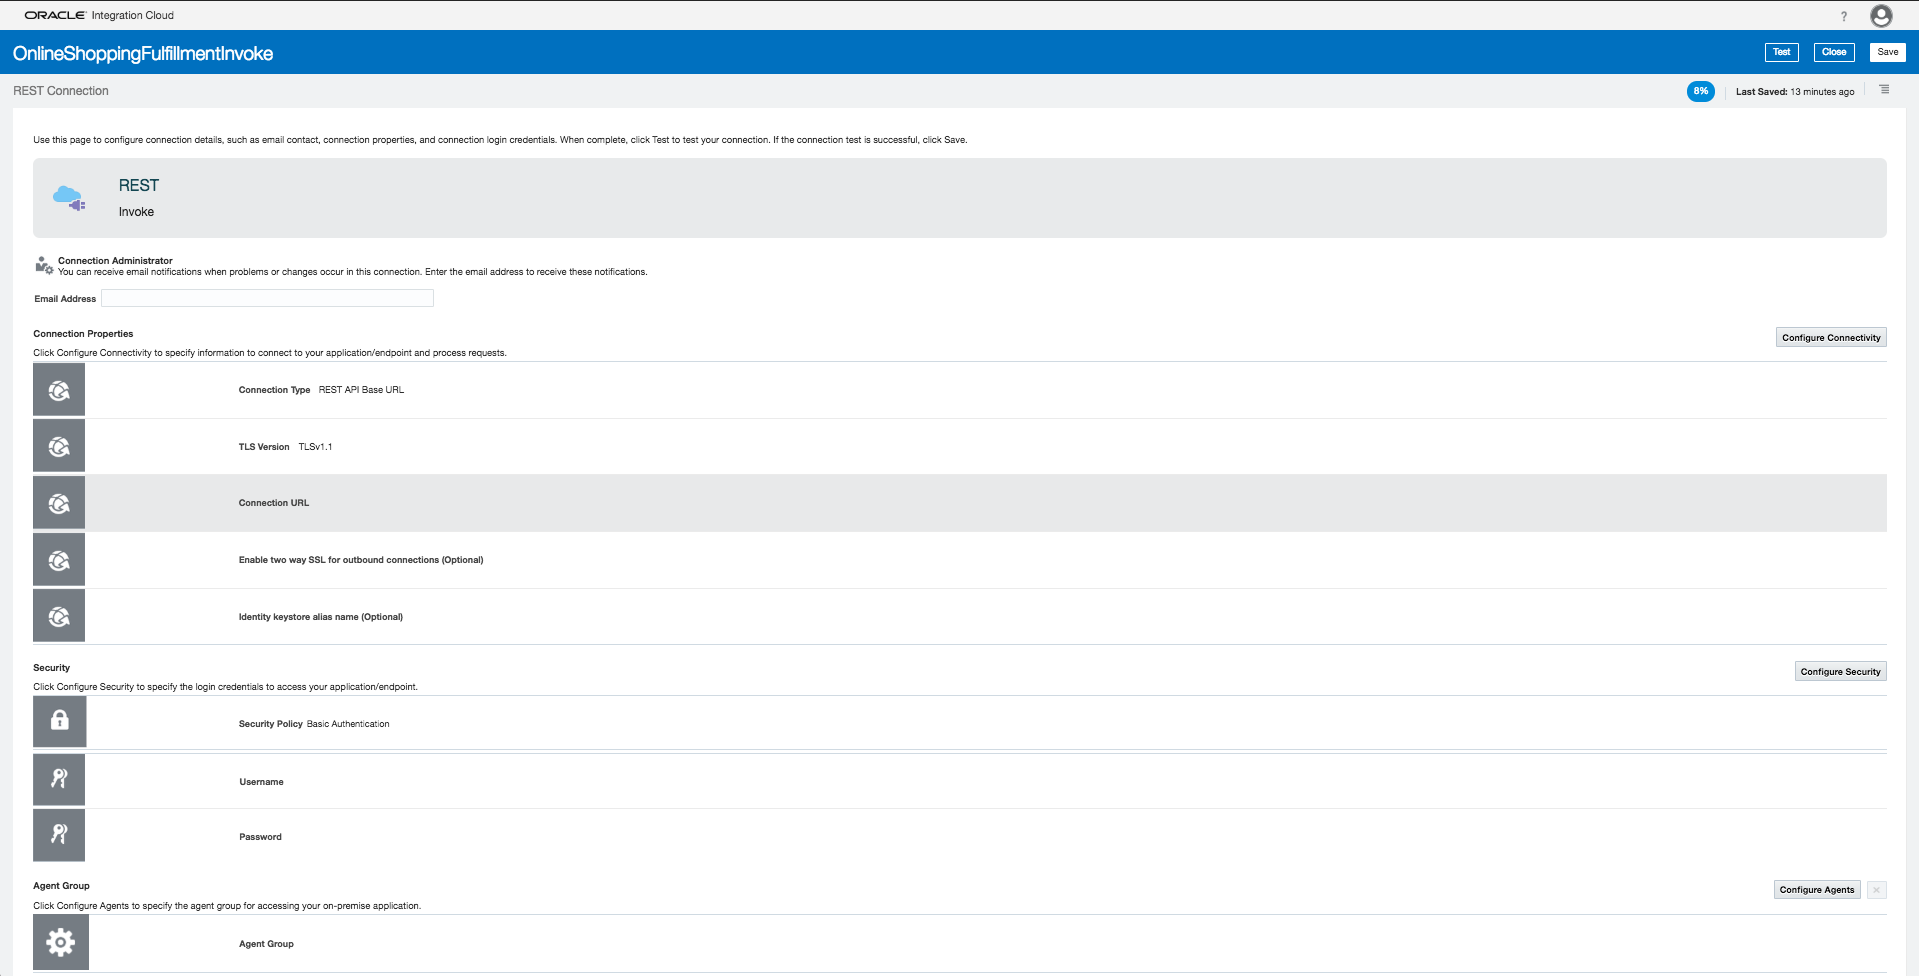 ORACLE Integration Cloud
?
OnlineShoppingFulfillmentInvoke
Test
Close
Save
REST Connection
8%
Last Saved: 13 minutes ago
Use this page to configure connection details, such as email contact, connection properties, and connection login credentials. When complete, click Test to test your connection. If the connection test is successful, click Save.
REST
Invoke
Connection Administrator
You can receive email notifications when problems or changes occur in this connection. Enter the email address to receive these notifications.
Email Address
Connection Properties
Configure Connectivity
Click Configure Connectivity to specify information to connect to your application/endpoint and process requests.
Connection Type REST API Base URL
TLS Version TLSv1.1
Connection URL
Enable two way SSL for outbound connections (Optional)
Identity keystore alias name (Optional)
Security
Configure Security
Click Configure Security to specify the login credentials to access your application/endpoint.
Security Policy Basic Authentication
Username
Password
Agent Group
Configure Agents
Click Configure Agents to specify the agent group for accessing your on-premise application.
Agent Group